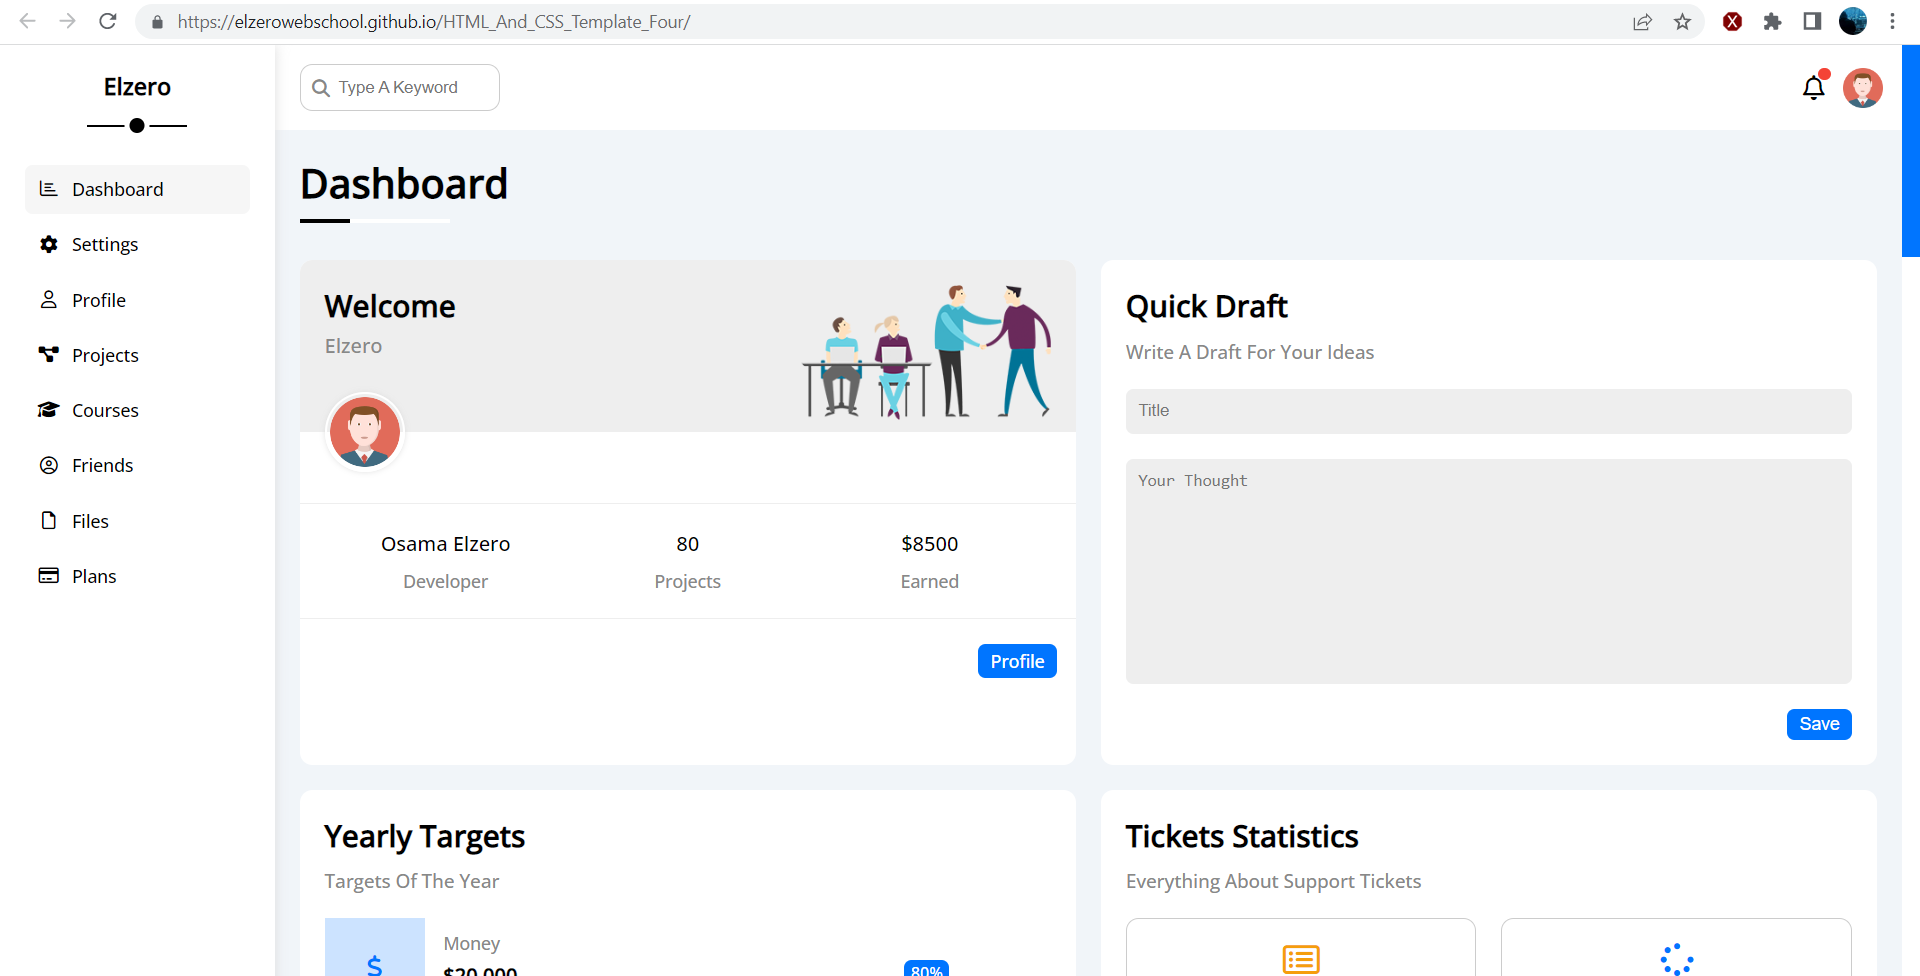 https://elzerowebschool.github.io/HTML_And_CSS_Template_Four/
Elzero
Type A Keyword
Dashboard
Settings
Profile
Projects
Courses
Friends
Files
Plans
Dashboard
Welcome
Elzero
Osama Elzero
Developer
80
Projects
$8500
Earned
Profile
Quick Draft
Write A Draft For Your Ideas
Title
Your Thought
Save
Yearly Targets
Targets Of The Year
$
Money
$20.000
80%
Tickets Statistics
Everything About Support Tickets